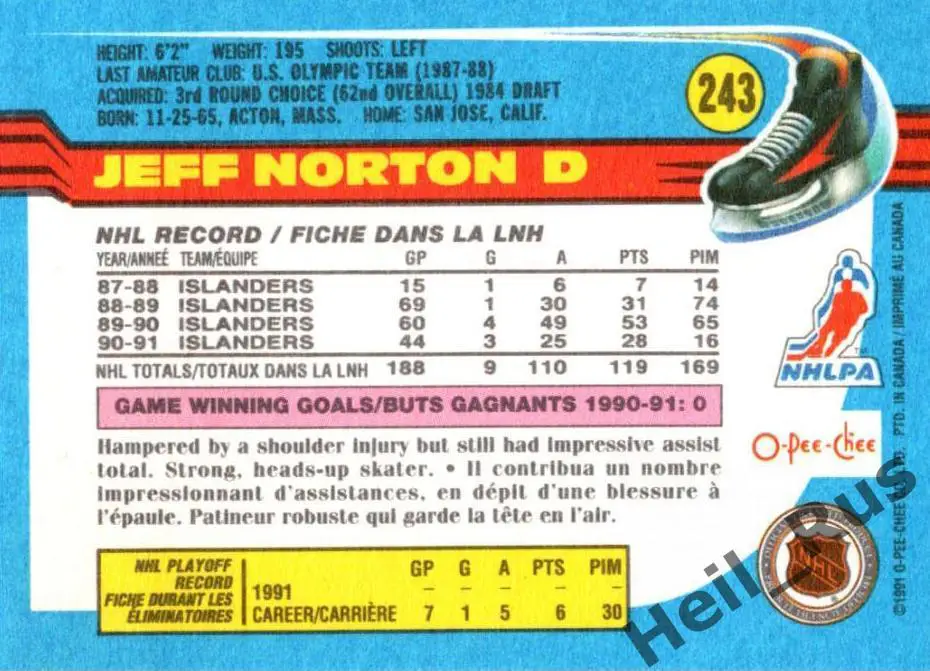 HEIGHT: 6'2" WEIGHT: 195 SHOOTS: LEFT
LAST AMATEUR CLUB: U.S. OLYMPIC TEAM (1987-88)
ACQUIRED: 3rd ROUND CHOICE (62nd OVERALL) 1984 DRAFT
BORN: 11-25-65, ACTON, MASS. HOME: SAN JOSE, CALIF.
243
JEFF NORTON D
NHL RECORD / FICHE DANS LA LNH
YEAR/ANNEÉ TEAM/ÉQUIPE GP G A PTS PIM
87-88 ISLANDERS 15 1 6 7 14
88-89 ISLANDERS 69 1 30 31 74
89-90 ISLANDERS 60 4 49 53 65
90-91 ISLANDERS 44 3 25 28 16
NHL TOTALS/TOTAUX DANS LA LNH 188 9 110 119 169
GAME WINNING GOALS/BUTS GAGNANTS 1990-91: 0
Hampered by a shoulder injury but still had impressive assist
total. Strong, heads-up skater. • Il contribua un nombre
impressionnant d'assistances, en dépit d'une blessure à
l'épaule. Patineur robuste qui garde la tête en l'air.
NHL PLAYOFF
RECORD
FICHE DURANT LES
ÉLIMINATOIRES
GP G A PTS PIM
1991 – – – – –
CAREER/CARRIÈRE 7 1 5 6 30
NHLPA
TM
O-Pee-Chee
NHL
©1991 O-PEE-CHEE PTD. IN CANADA / IMPRIMÉ AU CANADA
Heil_Rus